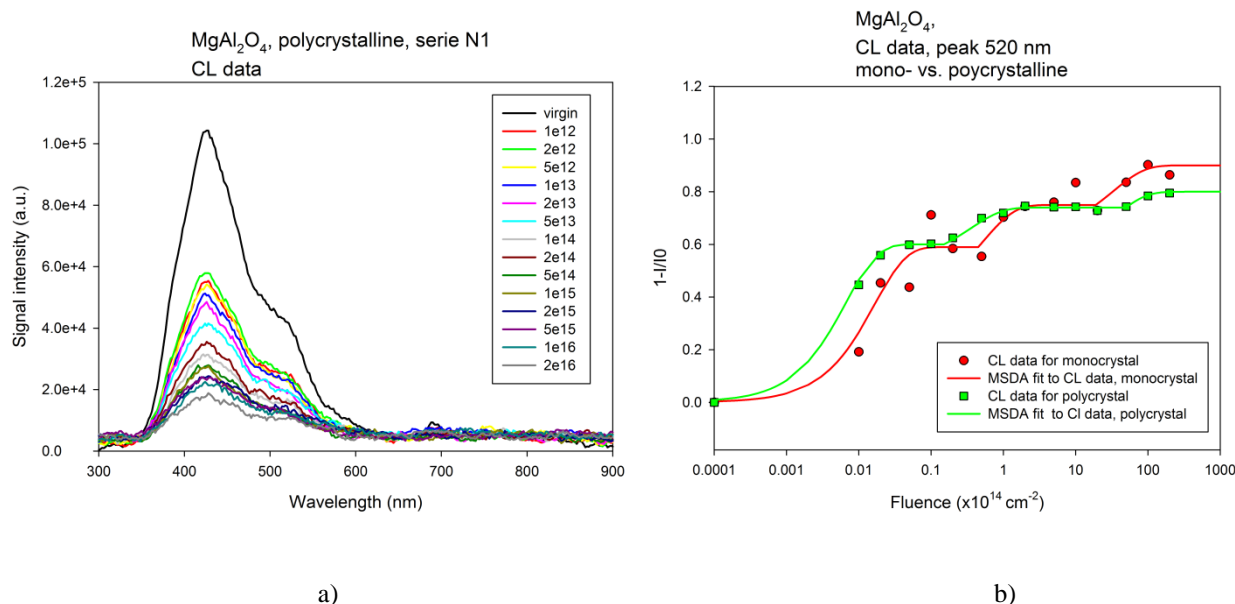 MgAl₂O₄, polycrystalline, serie N1
CL data
Signal intensity (a.u.)
1.2e+5
1.0e+5
8.0e+4
6.0e+4
4.0e+4
2.0e+4
0.0
virgin
1e12
2e12
5e12
1e13
2e13
5e13
1e14
2e14
5e14
1e15
2e15
5e15
1e16
2e16
300 400 500 600 700 800 900
Wavelength (nm)
a)
MgAl₂O₄,
CL data, peak 520 nm
mono- vs. poycrystalline
1-I/I0
1.2
1.0
0.8
0.6
0.4
0.2
0.0
CL data for monocrystal
MSDA fit to CL data, monocrystal
CL data for polycrystal
MSDA fit to Cl data, polycrystal
0.0001 0.001 0.01 0.1 1 10 100 1000
Fluence (x10¹⁴ cm⁻²)
b)